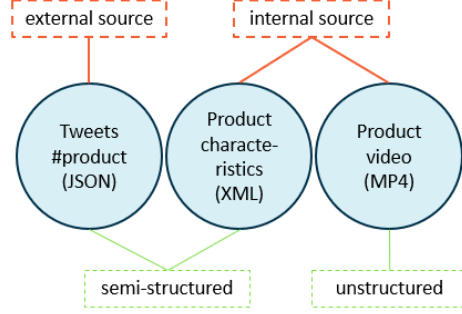 external source
internal source
Tweets
#product
(JSON)
Product
characte-
ristics
(XML)
Product
video
(MP4)
semi-structured
unstructured